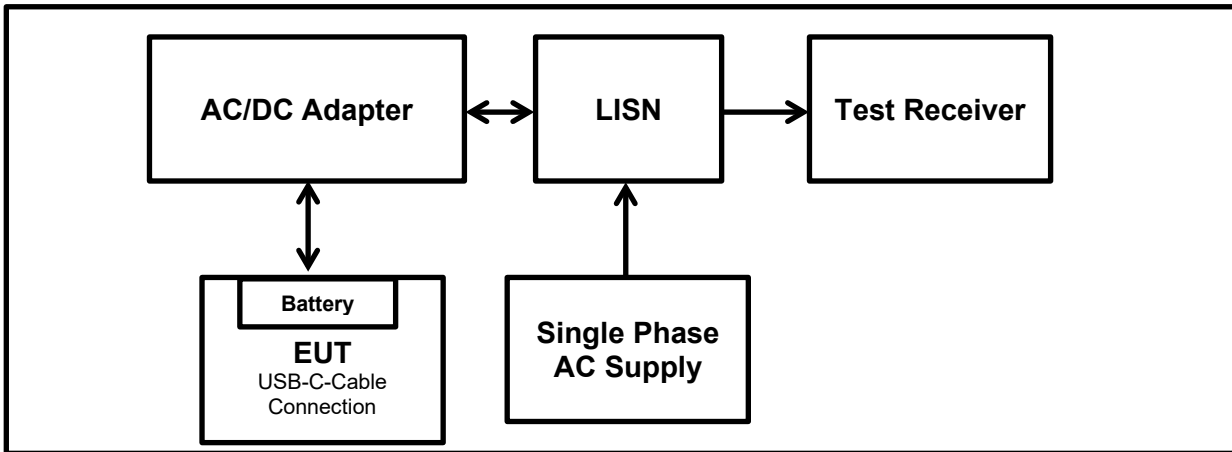 AC/DC Adapter
LISN
Test Receiver
Battery
EUT
USB-C-Cable
Connection
Single Phase
AC Supply